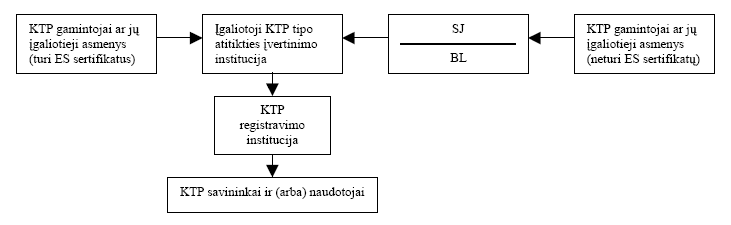 KTP gamintojai ar jų
įgaliotieji asmenys
(turi ES sertifikatus)
Įgaliotoji KTP tipo
atitikties įvertinimo
institucija
SJ
BL
KTP gamintojai ar jų
įgaliotieji asmenys
(neturi ES sertifikatų)
KTP
registravimo
institucija
KTP savininkai ir (arba) naudotojai